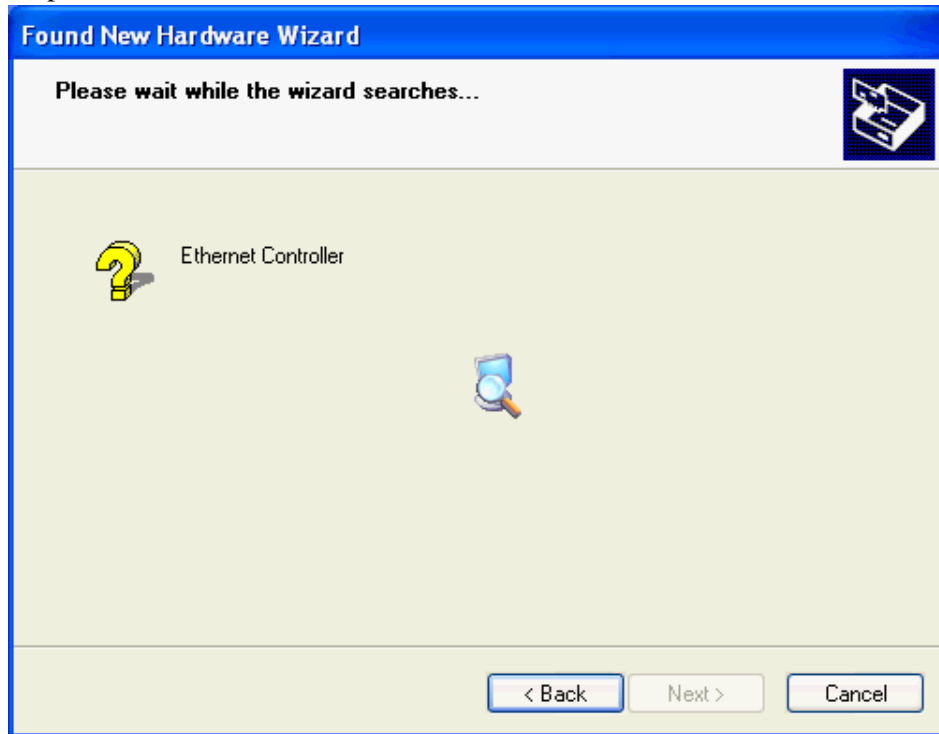 Found New Hardware Wizard
Please wait while the wizard searches...
Ethernet Controller
< Back Next > Cancel